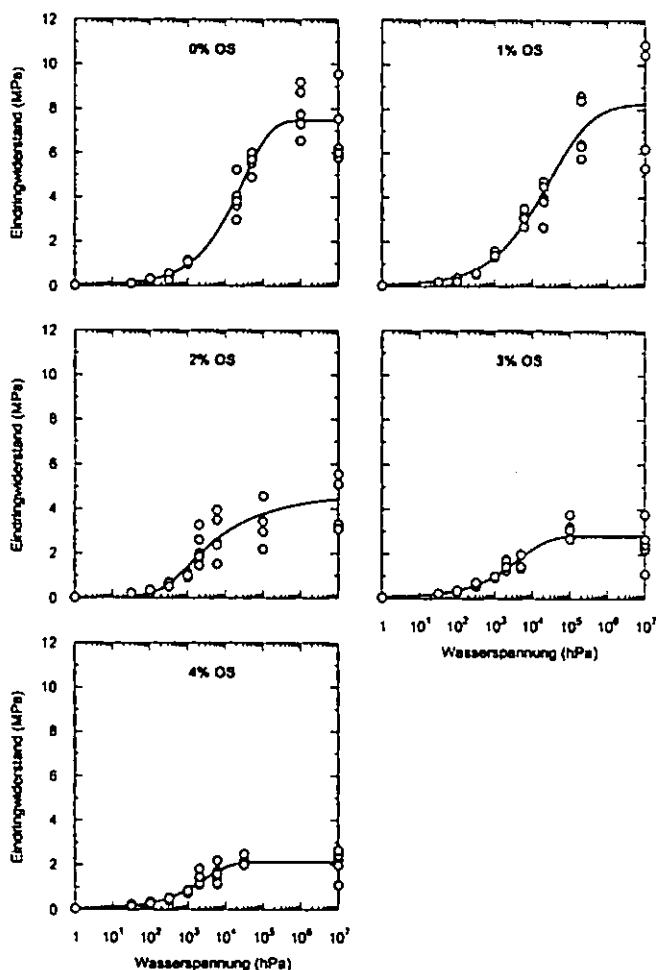 12
10
8
6
4
2
0
Eindringwiderstand (MPa)
0% OS
1% OS
12
10
8
6
4
2
0
Eindringwiderstand (MPa)
12
10
8
6
4
2
0
Eindringwiderstand (MPa)
2% OS
12
10
8
6
4
2
0
3% OS
1 10¹ 10² 10³ 10⁴ 10⁵ 10⁶ 10⁷
Wasserspannung (hPa)
12
10
8
6
4
2
0
Eindringwiderstand (MPa)
4% OS
1 10¹ 10² 10³ 10⁴ 10⁵ 10⁶ 10⁷
Wasserspannung (hPa)